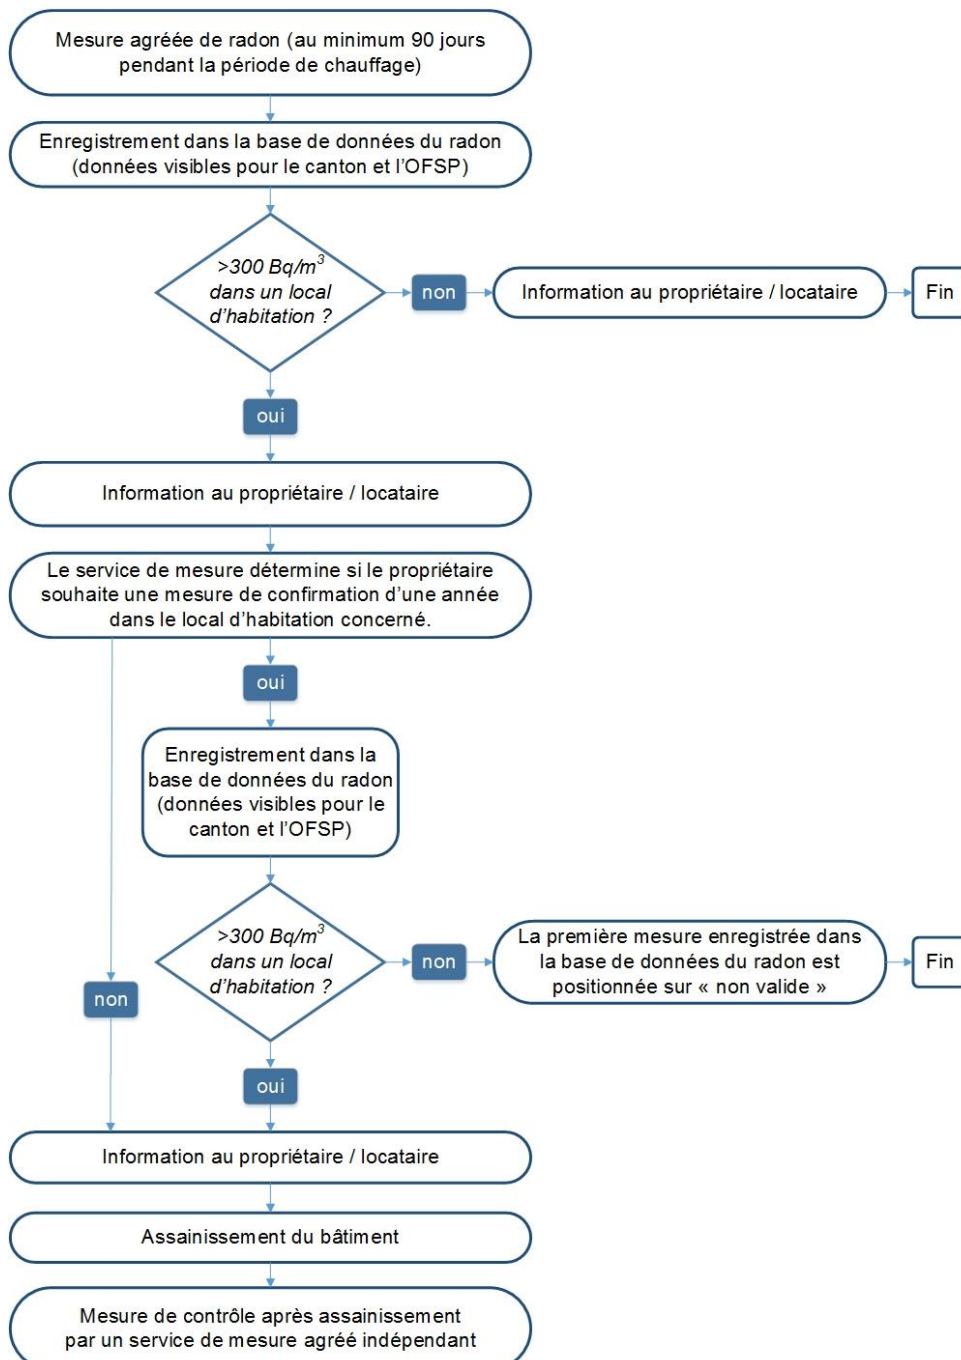 Mesure agréée de radon (au minimum 90 jours
pendant la période de chauffage)
Enregistrement dans la base de données du radon
(données visibles pour le canton et l'OFSP)
>300 Bq/m³
dans un local
d'habitation ?
non
Information au propriétaire / locataire
Fin
oui
Information au propriétaire / locataire
Le service de mesure détermine si le propriétaire
souhaite une mesure de confirmation d'une année
dans le local d'habitation concerné.
oui
Enregistrement dans la
base de données du radon
(données visibles pour le
canton et l'OFSP)
>300 Bq/m³
dans un local
d'habitation ?
non
La première mesure enregistrée dans
la base de données du radon est
positionnée sur « non valide »
Fin
non
oui
Information au propriétaire / locataire
Assainissement du bâtiment
Mesure de contrôle après assainissement
par un service de mesure agréé indépendant